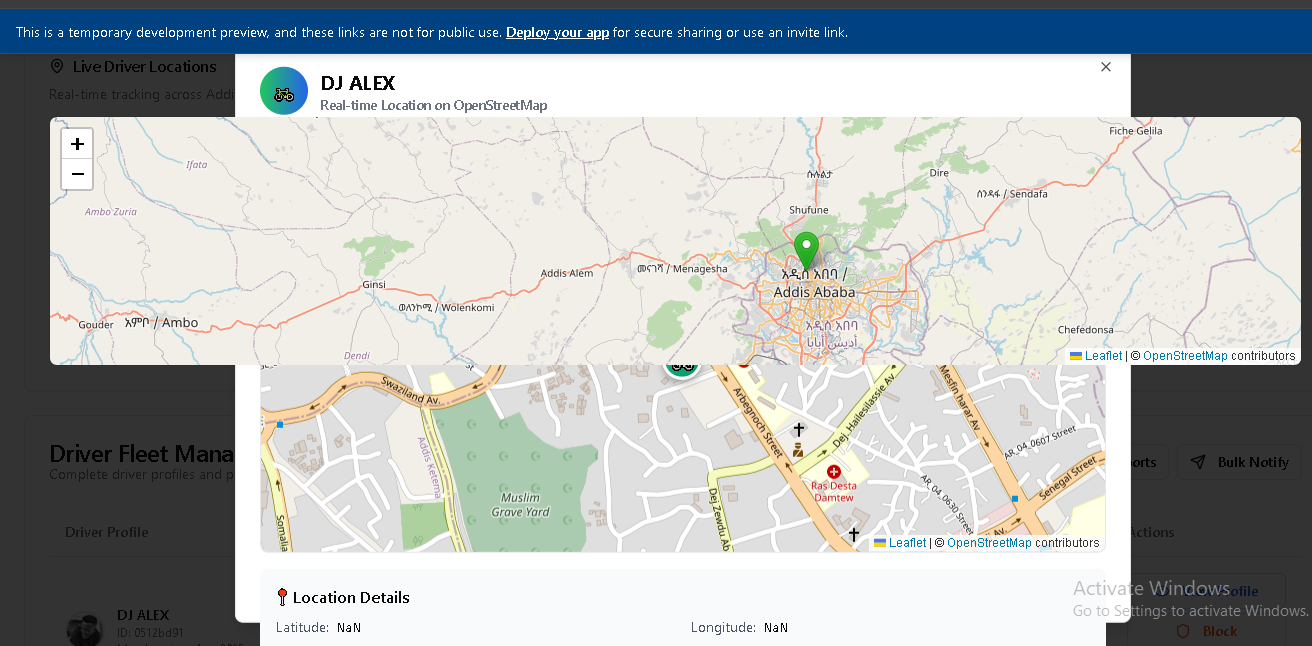 This is a temporary development preview, and these links are not for public use. Deploy your app for secure sharing or use an invite link.
Live Driver Locations
Real-time tracking across Addi
DJ ALEX
Real-time Location on OpenStreetMap
×
+
−
Fiche Gelila
Ifata
Dire
ሱሉልታ
ሰንዳፋ / Sendafa
Ambo Zuria
Shufune
መናገሻ / Menagesha
Addis Alem
አዲስ አበባ /
Addis Ababa
Ginsi
ወለንኮሚ / Wolenkomi
Gouder
አምቦ / Ambo
አዲስ አበባ
أديس أبابا
Chefedonsa
Dendi
Leaflet | © OpenStreetMap contributors
Swaziland Av.
Arbegnoch Street
Dej. Hailesilassie Av
Mesfin harar Av
Addis Ketema
AR_04_0607 Street
Senegal Street
Ras Desta
Damtew
AR_04_0630 Street
Muslim
Grave Yard
Dej Zewdu Ab
Somalia
Av.
Leaflet | © OpenStreetMap contributors
Driver Fleet Mana
Complete driver profiles and p
orts
Bulk Notify
Driver Profile
Actions
DJ ALEX
ID: 0512bd91
Profile
Block
📍 Location Details
Latitude: NaN
Longitude: NaN
Activate Windows
Go to Settings to activate Windows.